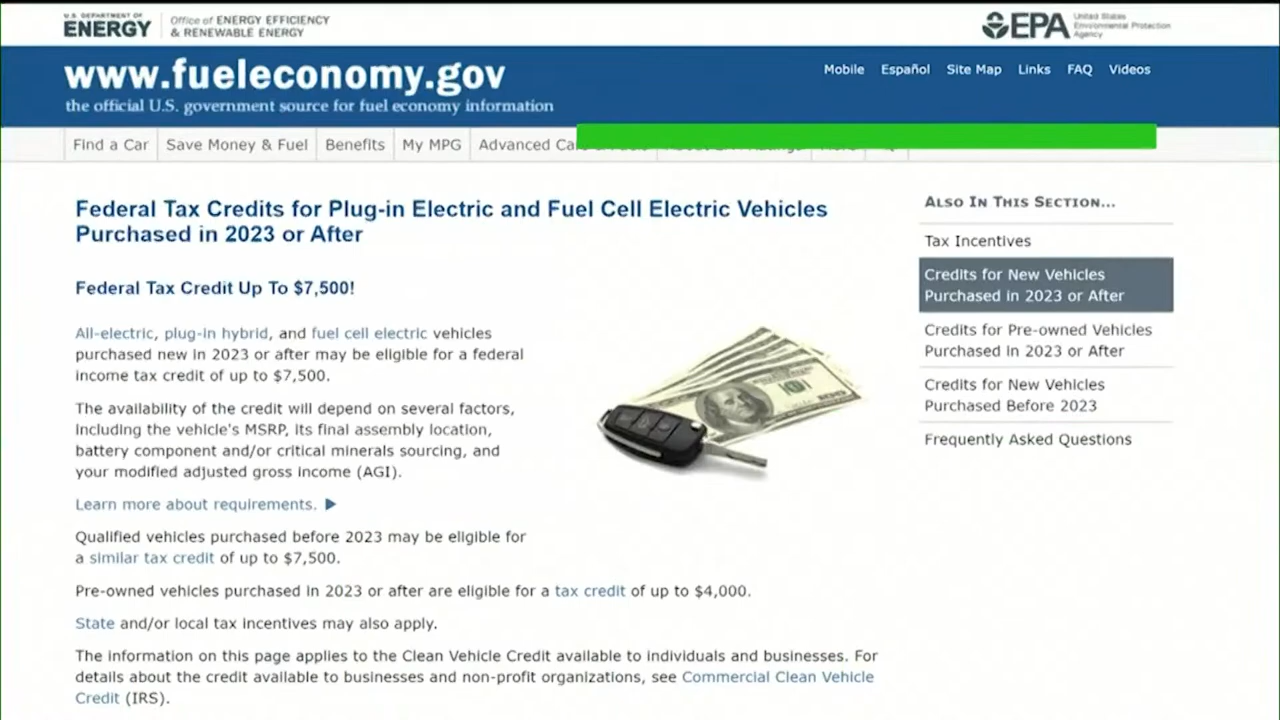 U.S. DEPARTMENT OF
ENERGY
Office of ENERGY EFFICIENCY
& RENEWABLE ENERGY
EPA
United States
Environmental Protection
Agency
www.fueleconomy.gov
the official U.S. government source for fuel economy information
Mobile Español Site Map Links FAQ Videos
Find a Car Save Money & Fuel Benefits My MPG Advanced
Federal Tax Credits for Plug-in Electric and Fuel Cell Electric Vehicles
Purchased in 2023 or After
Federal Tax Credit Up To $7,500!
All-electric, plug-in hybrid, and fuel cell electric vehicles
purchased new in 2023 or after may be eligible for a federal
income tax credit of up to $7,500.
The availability of the credit will depend on several factors,
including the vehicle's MSRP, its final assembly location,
battery component and/or critical minerals sourcing, and
your modified adjusted gross income (AGI).
Learn more about requirements.
Qualified vehicles purchased before 2023 may be eligible for
a similar tax credit of up to $7,500.
Pre-owned vehicles purchased in 2023 or after are eligible for a tax credit of up to $4,000.
State and/or local tax incentives may also apply.
The information on this page applies to the Clean Vehicle Credit available to individuals and businesses. For
details about the credit available to businesses and non-profit organizations, see Commercial Clean Vehicle
Credit (IRS).
ALSO IN THIS SECTION...
Tax Incentives
Credits for New Vehicles
Purchased in 2023 or After
Credits for Pre-owned Vehicles
Purchased in 2023 or After
Credits for New Vehicles
Purchased Before 2023
Frequently Asked Questions